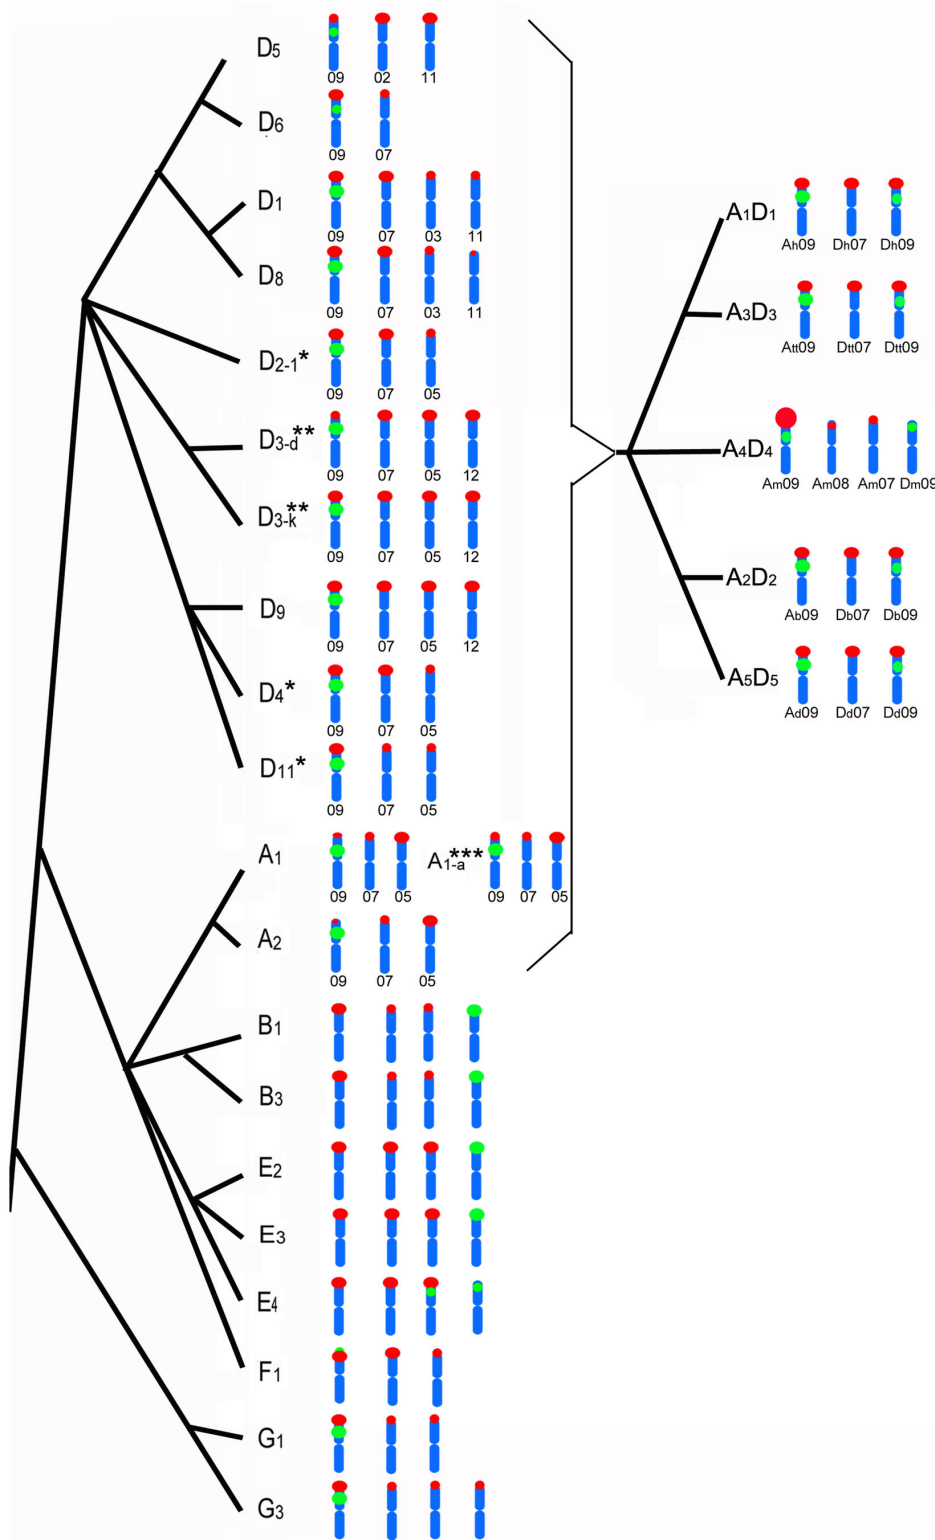 D5
09 02 11
D6
09 07
D1
09 07 03 11
D8
09 07 03 11
D2-1*
09 07 05
D3-d**
09 07 05 12
D3-k**
09 07 05 12
D9
09 07 05 12
D4*
09 07 05
D11*
09 07 05
A1
09 07 05
A1-a***
09 07 05
A2
09 07 05
B1
B3
E2
E3
E4
F1
G1
G3
A1D1
Ah09 Dh07 Dh09
A3D3
Att09 Dtt07 Dtt09
A4D4
Am09 Am08 Am07 Dm09
A2D2
Ab09 Db07 Db09
A5D5
Ad09 Dd07 Dd09